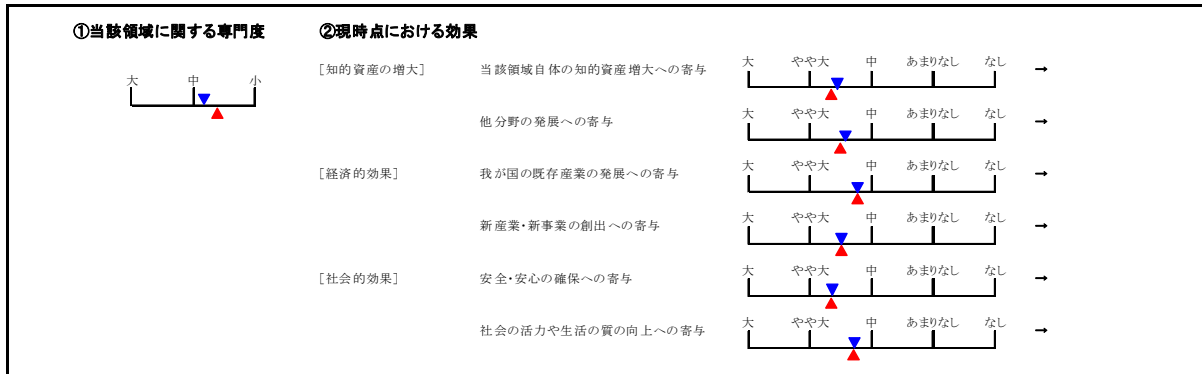 ①当該領域に関する専門度 ②現時点における効果
大 中 小
[知的資産の増大] 当該領域自体の知的資産増大への寄与 大 やや大 中 あまりなし なし →
他分野の発展への寄与 大 やや大 中 あまりなし なし →
[経済的効果] 我が国の既存産業の発展への寄与 大 やや大 中 あまりなし なし →
新産業・新事業の創出への寄与 大 やや大 中 あまりなし なし →
[社会的効果] 安全・安心の確保への寄与 大 やや大 中 あまりなし なし →
社会の活力や生活の質の向上への寄与 大 やや大 中 あまりなし なし →